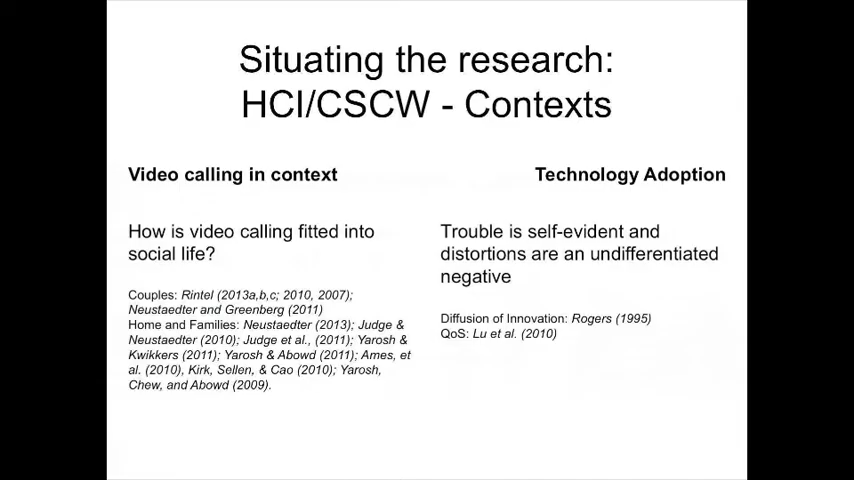 Situating the research:
HCI/CSCW - Contexts
Video calling in context
How is video calling fitted into
social life?
Couples: Rintel (2013a,b,c; 2010, 2007);
Neustaedter and Greenberg (2011)
Home and Families: Neustaedter (2013); Judge &
Neustaedter (2010); Judge et al., (2011); Yarosh &
Kwikkers (2011); Yarosh & Abowd (2011); Ames, et
al. (2010), Kirk, Sellen, & Cao (2010); Yarosh,
Chew, and Abowd (2009).
Technology Adoption
Trouble is self-evident and
distortions are an undifferentiated
negative
Diffusion of Innovation: Rogers (1995)
QoS: Lu et al. (2010)